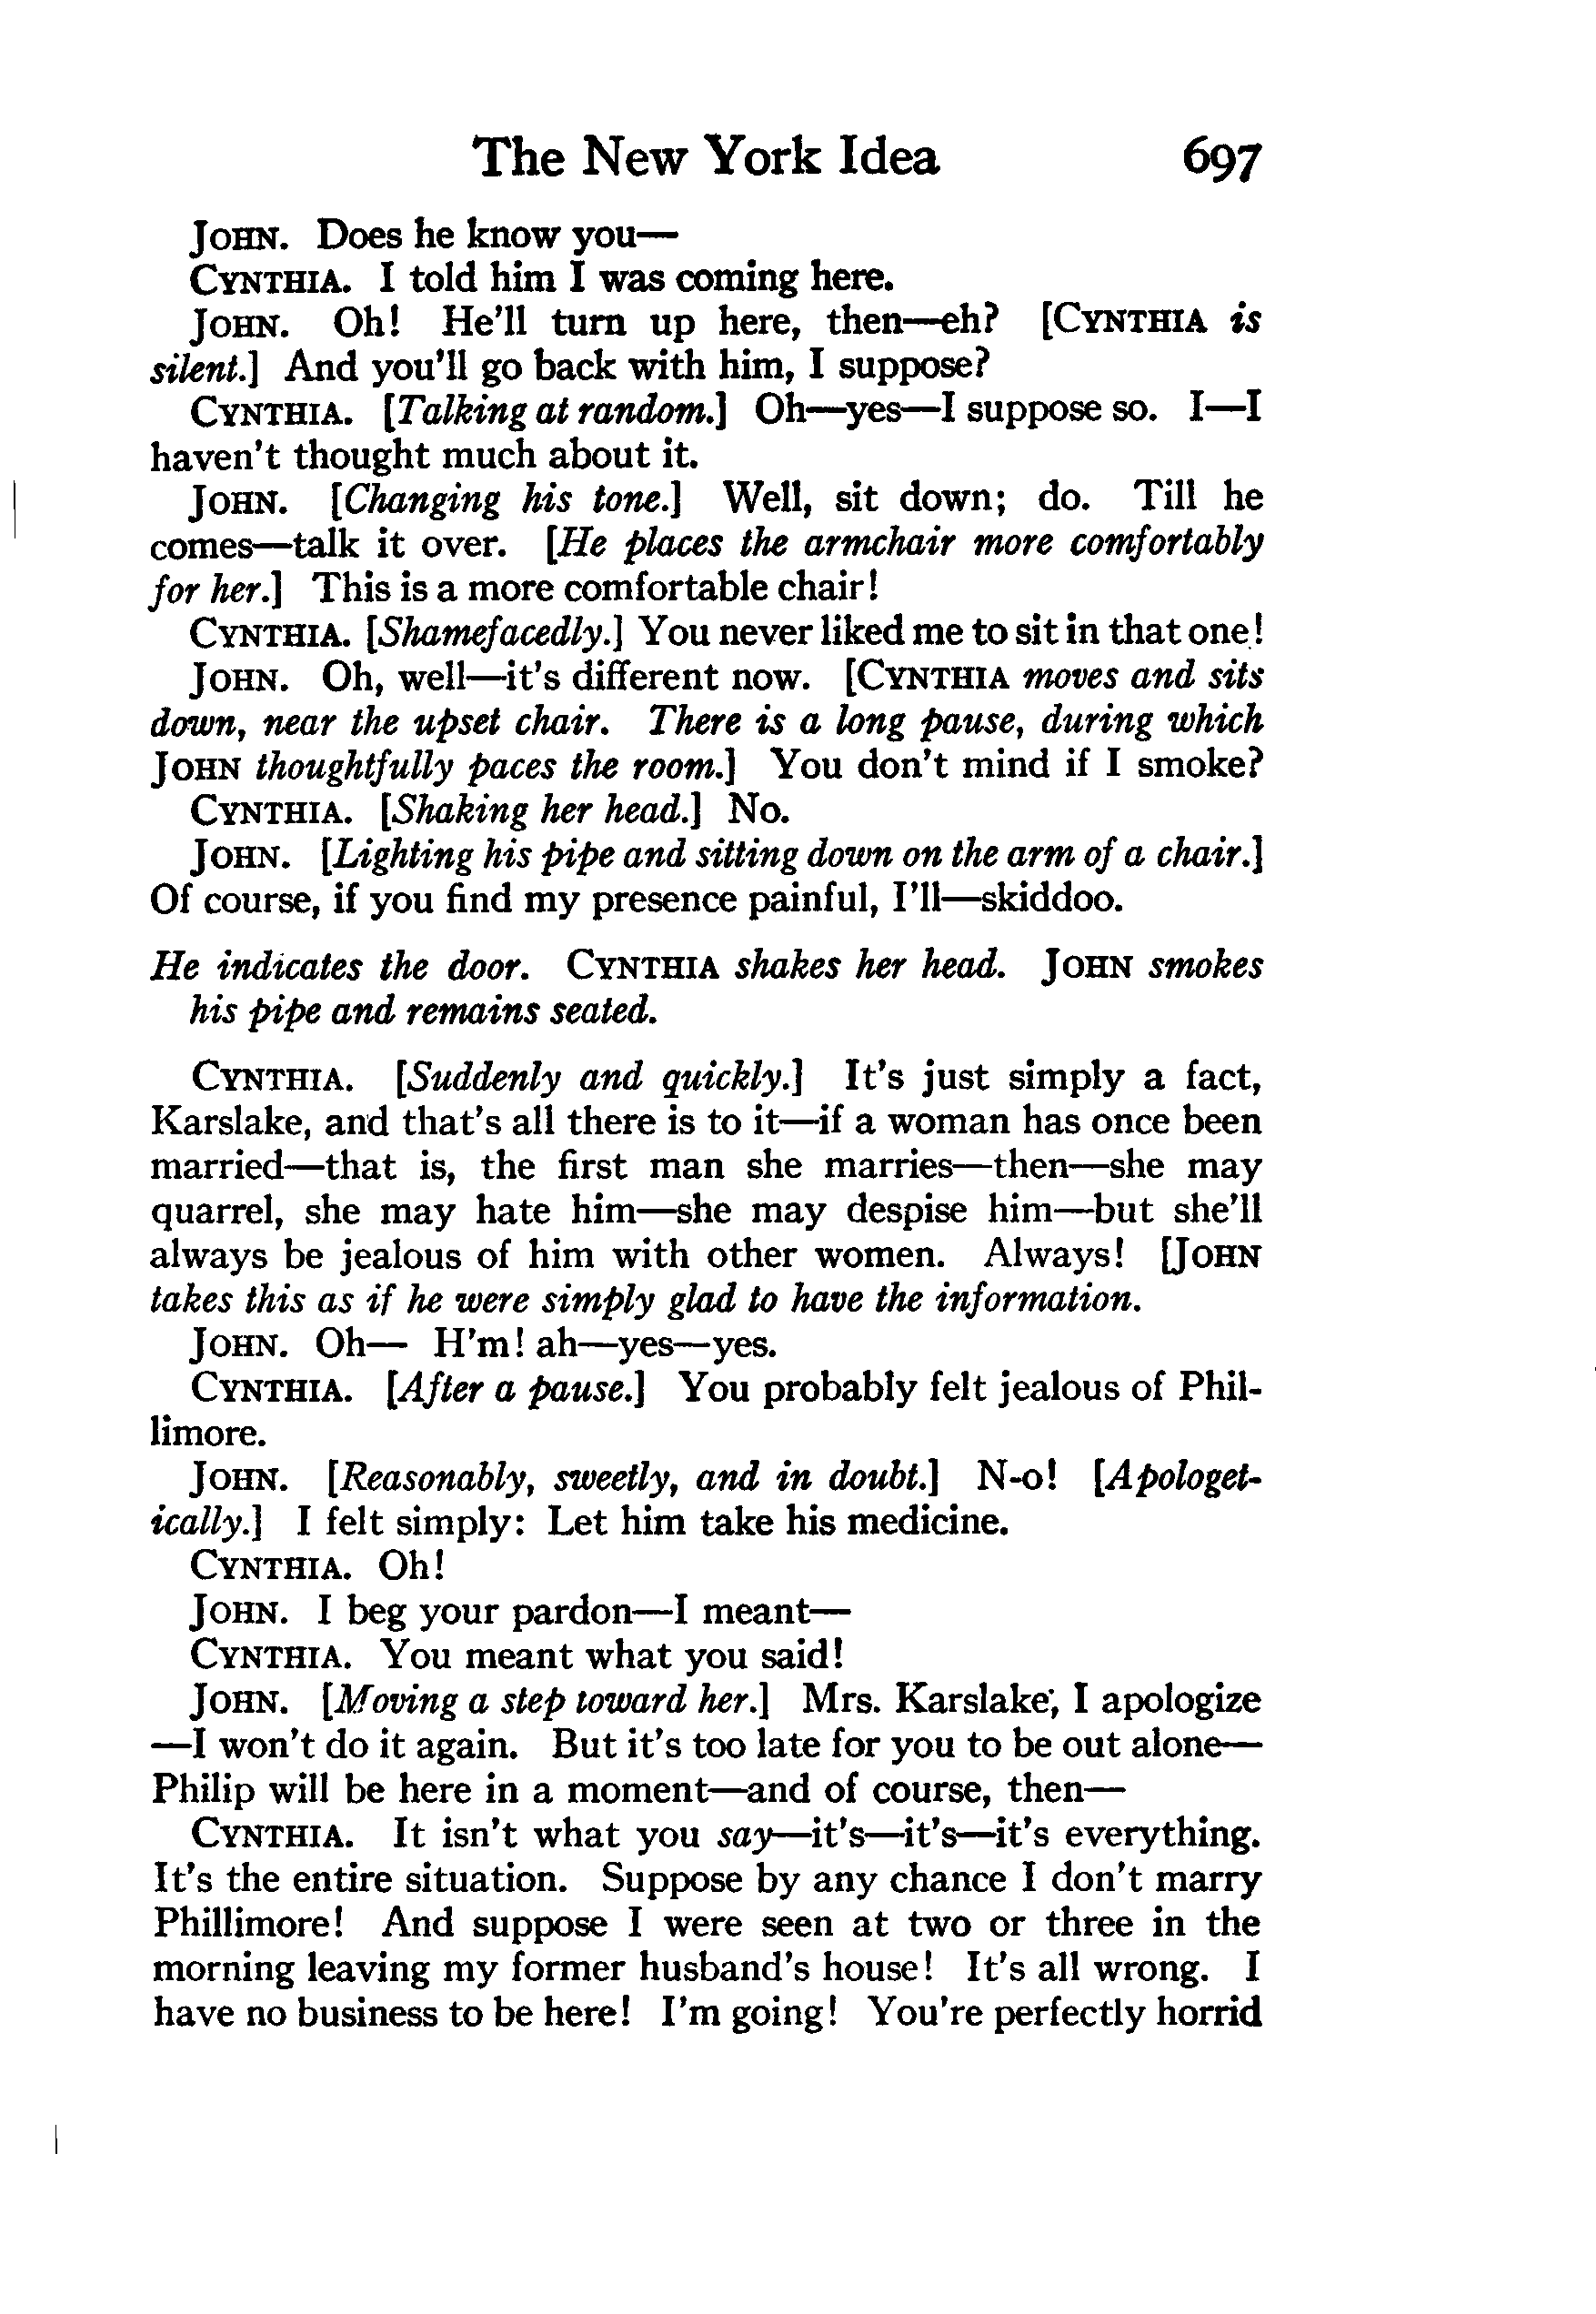 The New York Idea 697
JOHN. Does he know you—
CYNTHIA. I told him I was coming here.
JOHN. Oh! He'll turn up here, then—eh? [CYNTHIA is
silent.] And you'll go back with him, I suppose?
CYNTHIA. [Talking at random.] Oh—yes—I suppose so. I—I
haven't thought much about it.
JOHN. [Changing his tone.] Well, sit down; do. Till he
comes—talk it over. [He places the armchair more comfortably
for her.] This is a more comfortable chair!
CYNTHIA. [Shamefacedly.] You never liked me to sit in that one!
JOHN. Oh, well—it's different now. [CYNTHIA moves and sits
down, near the upset chair. There is a long pause, during which
JOHN thoughtfully paces the room.] You don't mind if I smoke?
CYNTHIA. [Shaking her head.] No.
JOHN. [Lighting his pipe and sitting down on the arm of a chair.]
Of course, if you find my presence painful, I'll—skiddoo.
He indicates the door. CYNTHIA shakes her head. JOHN smokes
his pipe and remains seated.
CYNTHIA. [Suddenly and quickly.] It's just simply a fact,
Karslake, and that's all there is to it—if a woman has once been
married—that is, the first man she marries—then—she may
quarrel, she may hate him—she may despise him—but she'll
always be jealous of him with other women. Always! [JOHN
takes this as if he were simply glad to have the information.
JOHN. Oh— H'm! ah—yes—yes.
CYNTHIA. [After a pause.] You probably felt jealous of Phil-
limore.
JOHN. [Reasonably, sweetly, and in doubt.] N-o! [Apologet-
ically.] I felt simply: Let him take his medicine.
CYNTHIA. Oh!
JOHN. I beg your pardon—I meant—
CYNTHIA. You meant what you said!
JOHN. [Moving a step toward her.] Mrs. Karslake, I apologize
—I won't do it again. But it's too late for you to be out alone—
Philip will be here in a moment—and of course, then—
CYNTHIA. It isn't what you say—it's—it's—it's everything.
It's the entire situation. Suppose by any chance I don't marry
Phillimore! And suppose I were seen at two or three in the
morning leaving my former husband's house! It's all wrong. I
have no business to be here! I'm going! You're perfectly horrid